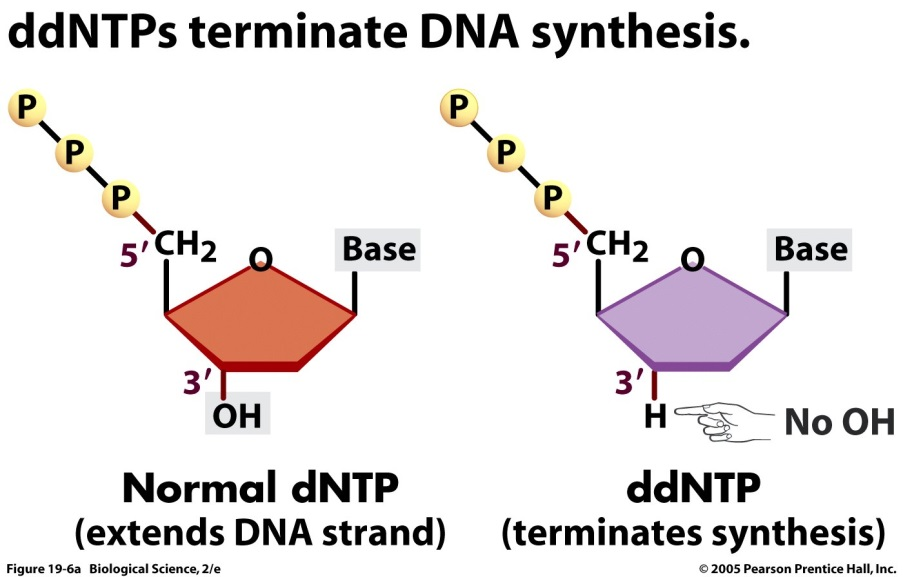 ddNTPs terminate DNA synthesis.
P
P
P
5′ CH2
O
Base
3′
OH
Normal dNTP
(extends DNA strand)
P
P
P
5′ CH2
O
Base
3′
H
No OH
ddNTP
(terminates synthesis)
Figure 19-6a Biological Science, 2/e
© 2005 Pearson Prentice Hall, Inc.